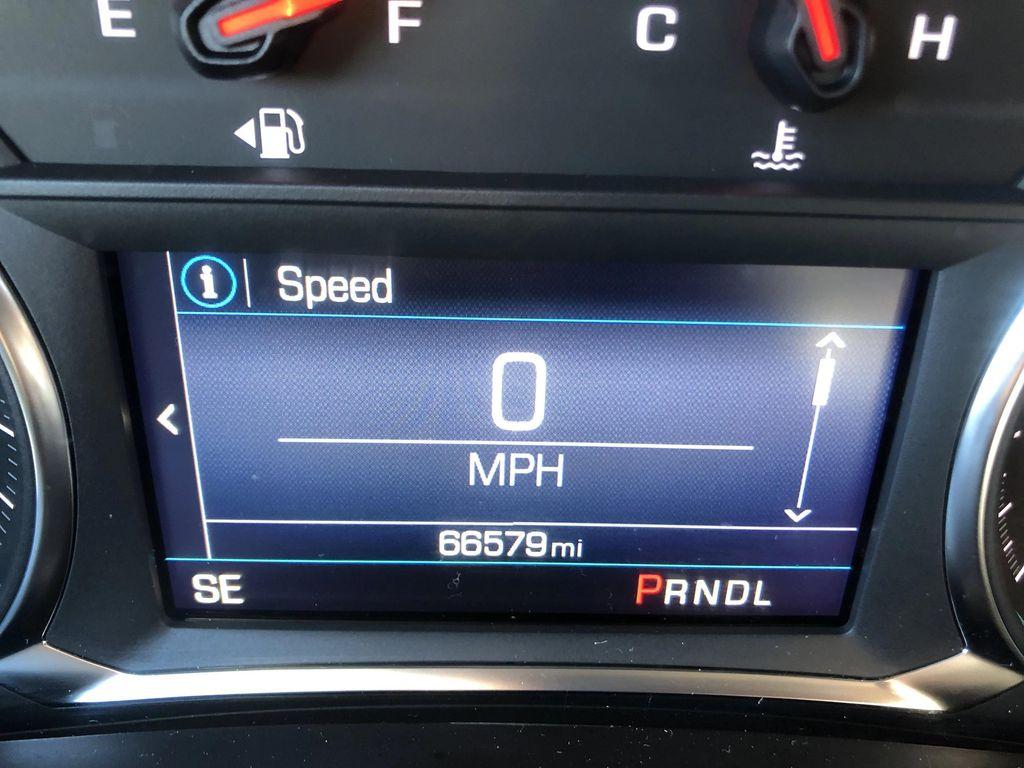 E F C H
i Speed
0
MPH
66579mi
SE PRNDL